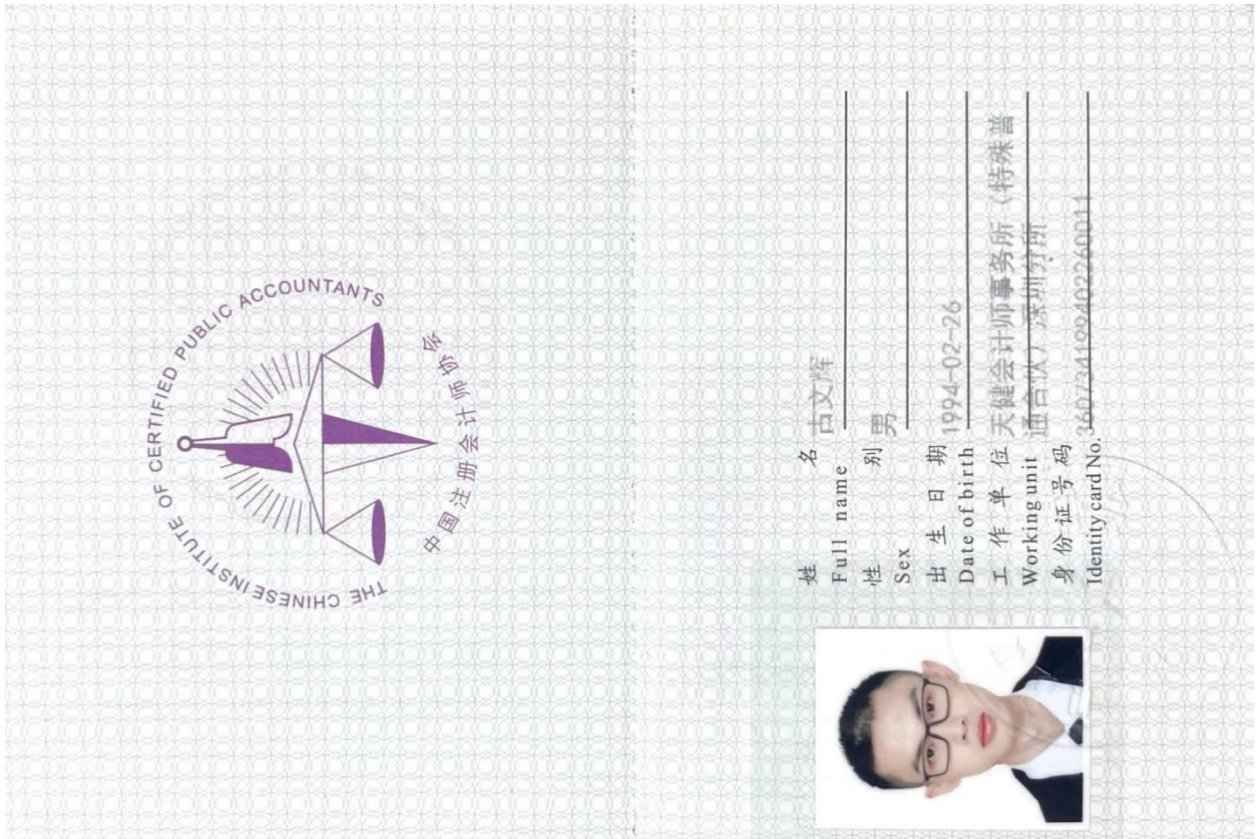 THE CHINESE INSTITUTE OF CERTIFIED PUBLIC ACCOUNTANTS
中国注册会计师协会
姓名 古文辉
Full name
性别 男
Sex
出生日期 1994-02-26
Date of birth
工作单位 天健会计师事务所（特殊普
Working unit 通合伙）深圳分所
身份证号码
Identity card No. 360734199402260011